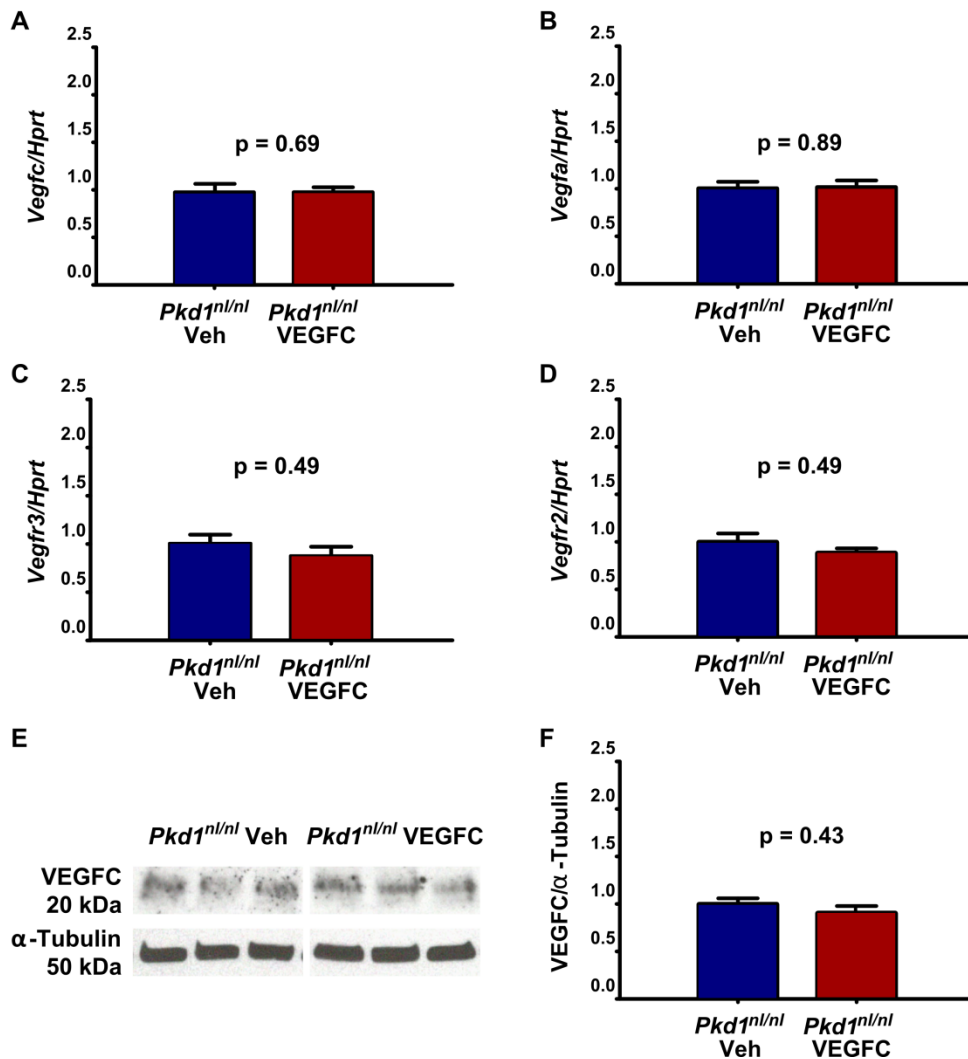 A
2.5
2.0
1.5
1.0
0.5
0.0
Vegfc/Hprt
p = 0.69
Pkd1nl/nl
Veh
Pkd1nl/nl
VEGFC
B
2.5
2.0
1.5
1.0
0.5
0.0
Vegfa/Hprt
p = 0.89
Pkd1nl/nl
Veh
Pkd1nl/nl
VEGFC
C
2.5
2.0
1.5
1.0
0.5
0.0
Vegfr3/Hprt
p = 0.49
Pkd1nl/nl
Veh
Pkd1nl/nl
VEGFC
D
2.5
2.0
1.5
1.0
0.5
0.0
Vegfr2/Hprt
p = 0.49
Pkd1nl/nl
Veh
Pkd1nl/nl
VEGFC
E
Pkd1nl/nl Veh Pkd1nl/nl VEGFC
VEGFC
20 kDa
α-Tubulin
50 kDa
F
2.5
2.0
1.5
1.0
0.5
0.0
VEGFC/α-Tubulin
p = 0.43
Pkd1nl/nl
Veh
Pkd1nl/nl
VEGFC